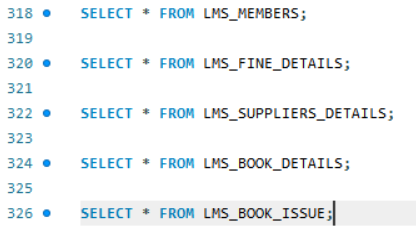 318 SELECT * FROM LMS_MEMBERS;
319
320 SELECT * FROM LMS_FINE_DETAILS;
321
322 SELECT * FROM LMS_SUPPLIERS_DETAILS;
323
324 SELECT * FROM LMS_BOOK_DETAILS;
325
326 SELECT * FROM LMS_BOOK_ISSUE;